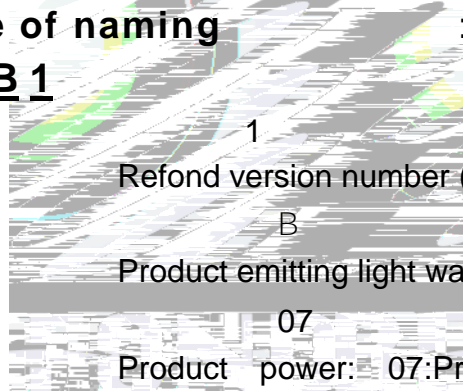 e of naming
B 1
1
Refond version number (
B
Product emitting light wa
07
Product power: 07:Pr